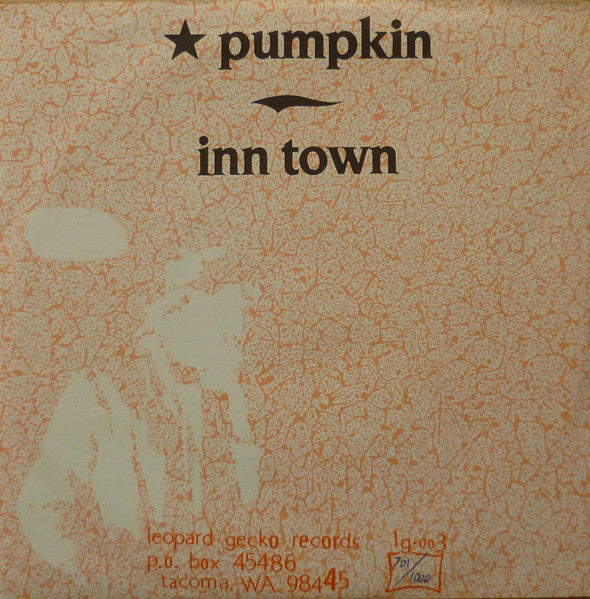 ★ pumpkin
inn town
leopard gecko records lg·003
p.o. box 45486 701/1000
tacoma, WA 98445